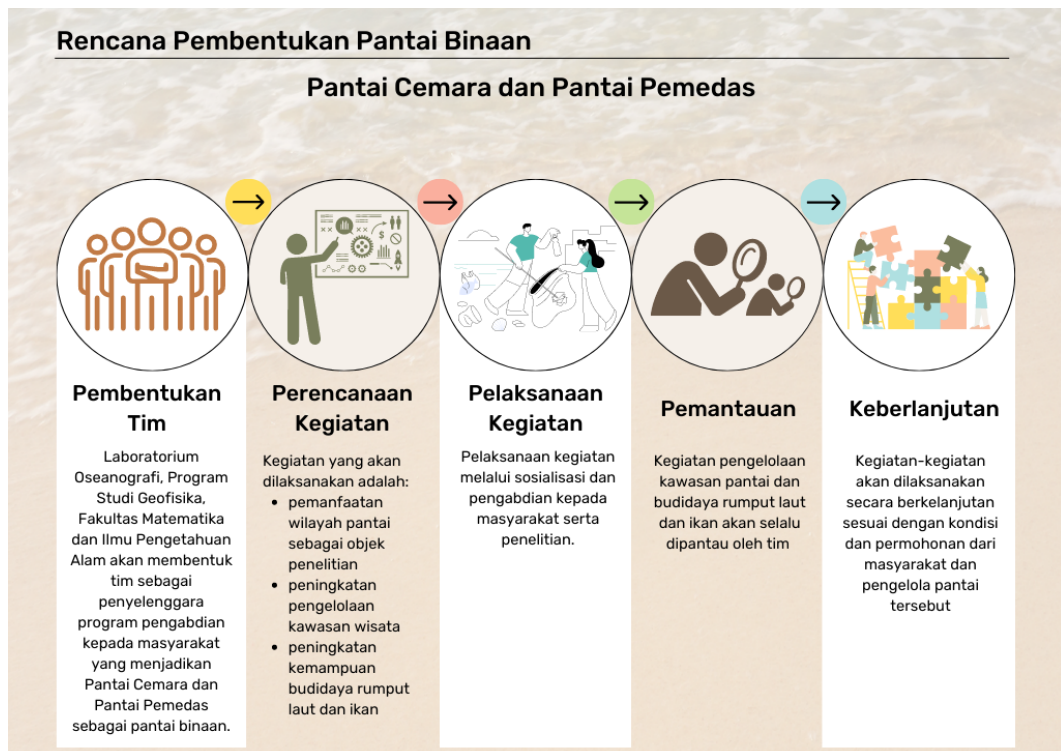 Rencana Pembentukan Pantai Binaan
Pantai Cemara dan Pantai Pemedas
Pembentukan
Tim
Laboratorium
Oseanografi, Program
Studi Geofisika,
Fakultas Matematika
dan Ilmu Pengetahuan
Alam akan membentuk
tim sebagai
penyelenggara
program pengabdian
kepada masyarakat
yang menjadikan
Pantai Cemara dan
Pantai Pemedas
sebagai pantai binaan.
Perencanaan
Kegiatan
Kegiatan yang akan
dilaksanakan adalah:
• pemanfaatan
wilayah pantai
sebagai objek
penelitian
• peningkatan
pengelolaan
kawasan wisata
• peningkatan
kemampuan
budidaya rumput
laut dan ikan
Pelaksanaan
Kegiatan
Pelaksanaan kegiatan
melalui sosialisasi dan
pengabdian kepada
masyarakat serta
penelitian.
Pemantauan
Kegiatan pengelolaan
kawasan pantai dan
budidaya rumput laut
dan ikan akan selalu
dipantau oleh tim
Keberlanjutan
Kegiatan-kegiatan
akan dilaksanakan
secara berkelanjutan
sesuai dengan kondisi
dan permohonan dari
masyarakat dan
pengelola pantai
tersebut